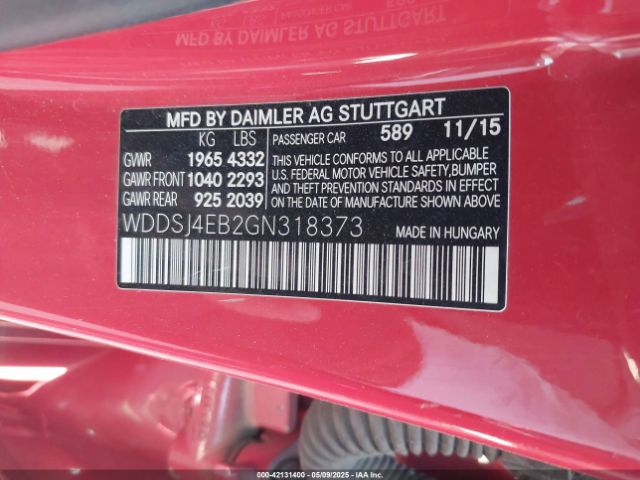 MFD BY DAIMLER AG STUTTGART
KG LBS PASSENGER CAR 589 11/15
GVWR 1965 4332
GAWR FRONT 1040 2293
GAWR REAR 925 2039
THIS VEHICLE CONFORMS TO ALL APPLICABLE
U.S. FEDERAL MOTOR VEHICLE SAFETY,BUMPER
AND THEFT PREVENTION STANDARDS IN EFFECT
ON THE DATE OF MANUFACTURE SHOWN ABOVE
WDDSJ4EB2GN318373 MADE IN HUNGARY
000-42131400 - 05/09/2025 - IAAI